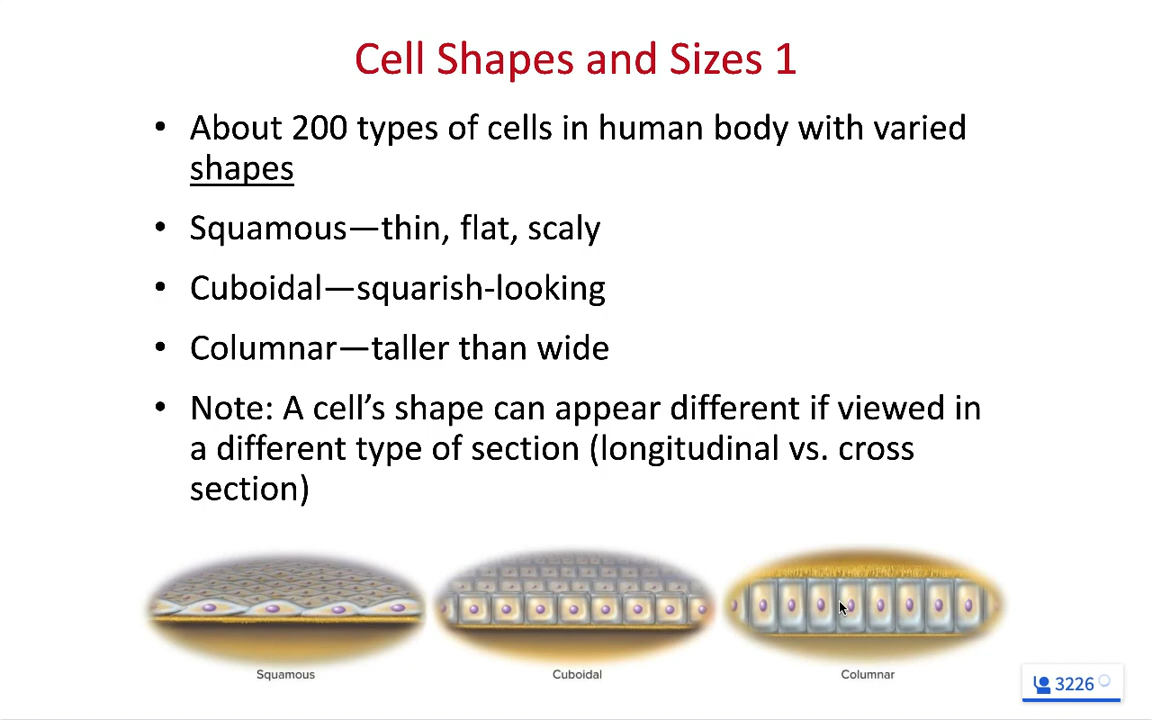 Cell Shapes and Sizes 1
• About 200 types of cells in human body with varied
shapes
• Squamous—thin, flat, scaly
• Cuboidal—squarish-looking
• Columnar—taller than wide
• Note: A cell’s shape can appear different if viewed in
a different type of section (longitudinal vs. cross
section)
Squamous
Cuboidal
Columnar
3226